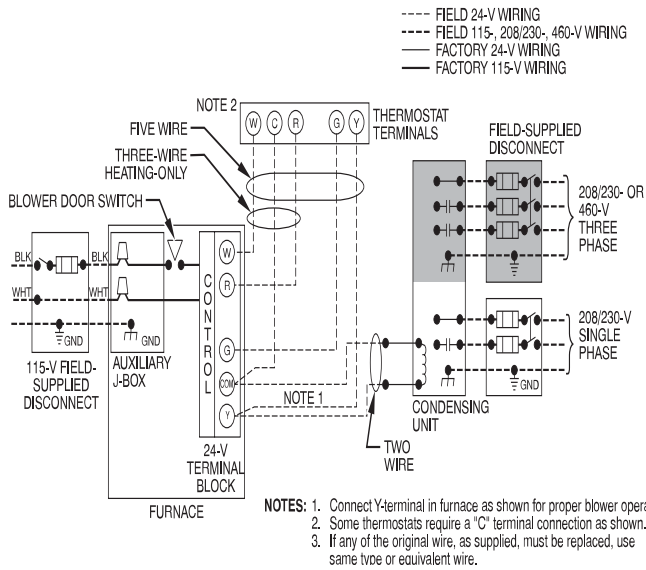 FIELD 24-V WIRING
FIELD 115-, 208/230-, 460-V WIRING
FACTORY 24-V WIRING
FACTORY 115-V WIRING
NOTE 2
W C R G Y
THERMOSTAT
TERMINALS
FIVE WIRE
THREE-WIRE
HEATING-ONLY
BLOWER DOOR SWITCH
FIELD-SUPPLIED
DISCONNECT
208/230- OR
460-V
THREE
PHASE
BLK
BLK
WHT
WHT
GND
GND
115-V FIELD-
SUPPLIED
DISCONNECT
AUXILIARY
J-BOX
CONTROL
W
R
G
COM
Y
24-V
TERMINAL
BLOCK
FURNACE
NOTE 1
TWO
WIRE
CONDENSING
UNIT
GND
208/230-V
SINGLE
PHASE
NOTES: 1. Connect Y-terminal in furnace as shown for proper blower opera
2. Some thermostats require a "C" terminal connection as shown.
3. If any of the original wire, as supplied, must be replaced, use
same type or equivalent wire.